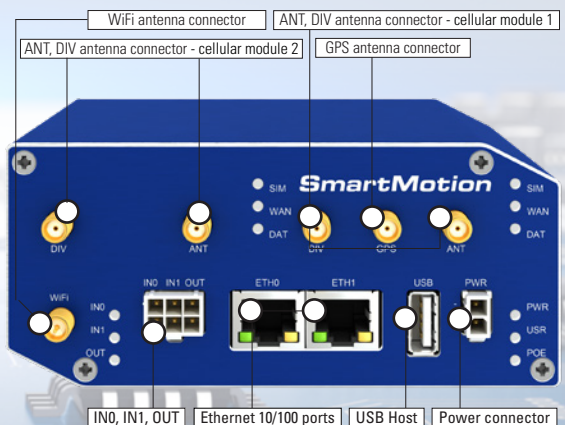 WiFi antenna connector
ANT, DIV antenna connector - cellular module 1
ANT, DIV antenna connector - cellular module 2
GPS antenna connector
SmartMotion
SIM
WAN
DAT
SIM
WAN
DAT
DIV
ANT
DIV
GPS
ANT
WiFi
IN0
IN1
OUT
IN0 IN1 OUT
ETH0
ETH1
USB
PWR
-
PWR
USR
POE
IN0, IN1, OUT
Ethernet 10/100 ports
USB Host
Power connector